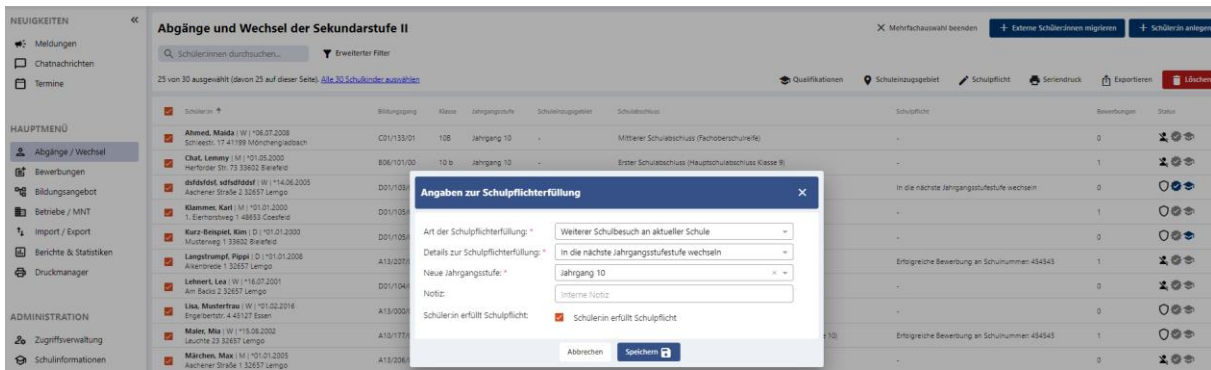 NEUIGKEITEN
Meldungen
Chatnachrichten
Termine
HAUPTMENÜ
Abgänge / Wechsel
Bewerbungen
Bildungsangebot
Betriebe / MNT
Import / Export
Berichte & Statistiken
Druckmanager
ADMINISTRATION
Zugriffsverwaltung
Schulinformationen
Abgänge und Wechsel der Sekundarstufe II
Mehrfachauswahl beenden
+ Externe Schüler:innen migrieren
+ Schüler:in anlegen
Schüler:innen durchsuchen...
Erweiterter Filter
25 von 30 ausgewählt (davon 25 auf dieser Seite). Alle 30 Schulkinder auswählen
Qualifikationen
Schuleinzugsgebiet
Schulpflicht
Seriendruck
Exportieren
Löschen
Schüler:in Bildungsgang Klasse Jahrgangsstufe Schuleinzugsgebiet Schulabschluss Schulpflicht Bewerbungen Status
Ahmed, Maida | W | *06.07.2008
Schleestr. 17 41199 Mönchengladbach
C01/133/01 10B Jahrgang 10 - Mittlerer Schulabschluss (Fachoberschulreife) - 0
Chat, Lemmy | M | *01.05.2000
Herforder Str. 73 33602 Bielefeld
B06/101/00 10 b Jahrgang 10 - Erster Schulabschluss (Hauptschulabschluss Klasse 9) - 1
dsfdsfdsf, sdfsdfddsf | W | *14.06.2005
Aachener Straße 2 32657 Lemgo
In die nächste Jahrgangsstufestufe wechseln 0
Klammer, Karl | M | *01.01.2000
1. Eierhorstweg 1 48653 Coesfeld
- 1
Kurz-Beispiel, Kim | D | *01.01.2000
Musterweg 1 33602 Bielefeld
- 0
Langstrumpf, Pippi | D | *01.01.2008
Alkenbrede 1 32657 Lemgo
Erfolgreiche Bewerbung an Schulnummer: 454545 1
Lehnert, Lea | W | *16.07.2001
Am Backs 2 32657 Lemgo
- 0
Lisa, Musterfrau | W | *01.02.2016
Engelbertstr. 4 45127 Essen
- 0
Maler, Mia | W | *15.08.2002
Leuchte 23 32657 Lemgo
10) Erfolgreiche Bewerbung an Schulnummer: 454545 1
Märchen, Max | M | *01.01.2005
Aachener Straße 1 32657 Lemgo
- 0
Angaben zur Schulpflichterfüllung
Art der Schulpflichterfüllung: * Weiterer Schulbesuch an aktueller Schule
Details zur Schulpflichterfüllung: * In die nächste Jahrgangsstufestufe wechseln
Neue Jahrgangsstufe: * Jahrgang 10
Notiz: Interne Notiz
Schüler:in erfüllt Schulpflicht: Schüler:in erfüllt Schulpflicht
Abbrechen
Speichern